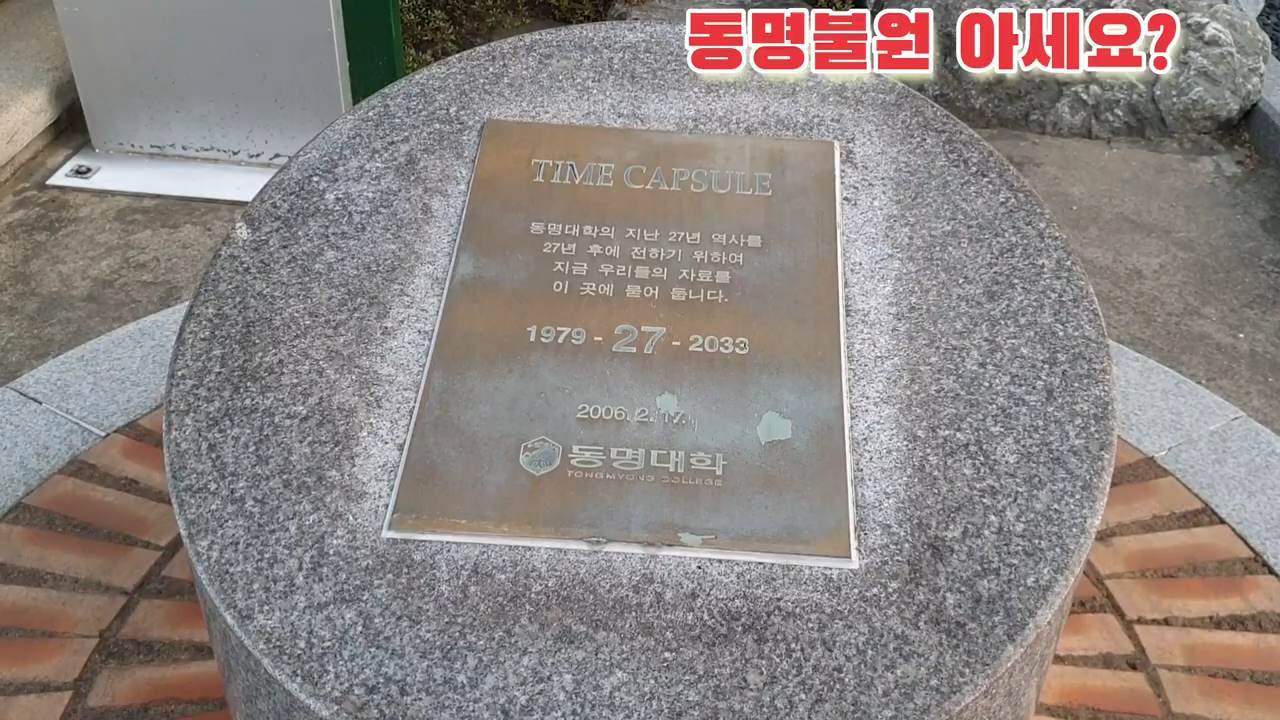 동명불원 아세요?
TIME CAPSULE
동명대학의 지난 27년 역사를
27년 후에 전하기 위하여
지금 우리들의 자료를
이 곳에 묻어 둡니다.
1979 - 27 - 2033
2006. 2. 17.
동명대학
TONGMYONG COLLEGE